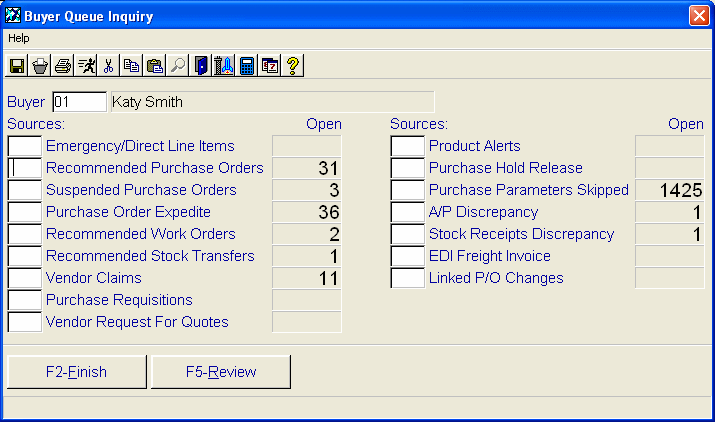 Buyer Queue Inquiry
Help
Buyer 01 Katy Smith
Sources: Open
Emergency/Direct Line Items
Recommended Purchase Orders 31
Suspended Purchase Orders 3
Purchase Order Expedite 36
Recommended Work Orders 2
Recommended Stock Transfers 1
Vendor Claims 11
Purchase Requisitions
Vendor Request For Quotes
Sources: Open
Product Alerts
Purchase Hold Release
Purchase Parameters Skipped 1425
A/P Discrepancy 1
Stock Receipts Discrepancy 1
EDI Freight Invoice
Linked P/O Changes
F2-Finish F5-Review